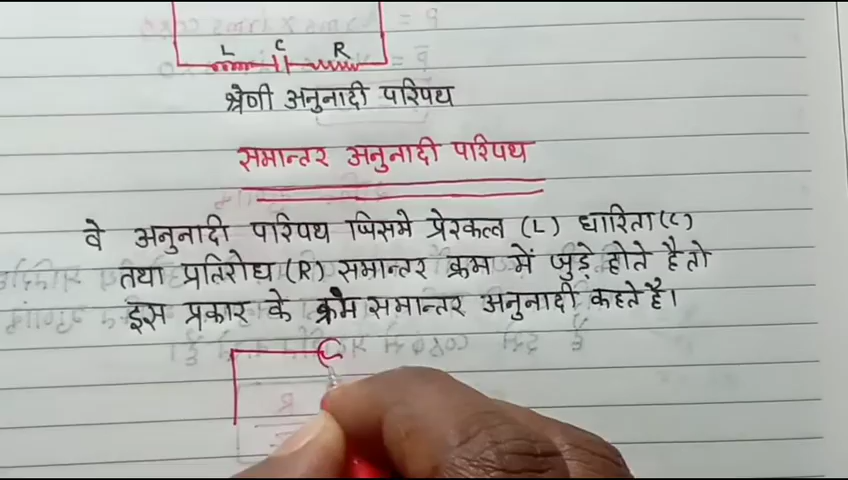 L C R
श्रेणी अनुनादी परिपथ
समान्तर अनुनादी परिपथ
वे अनुनादी परिपथ जिसमे प्रेरकत्व (L) धारिता (C)
तथा प्रतिरोध (R) समान्तर क्रम में जुड़े होते है तो
इस प्रकार के क्रम समान्तर अनुनादी कहते है।